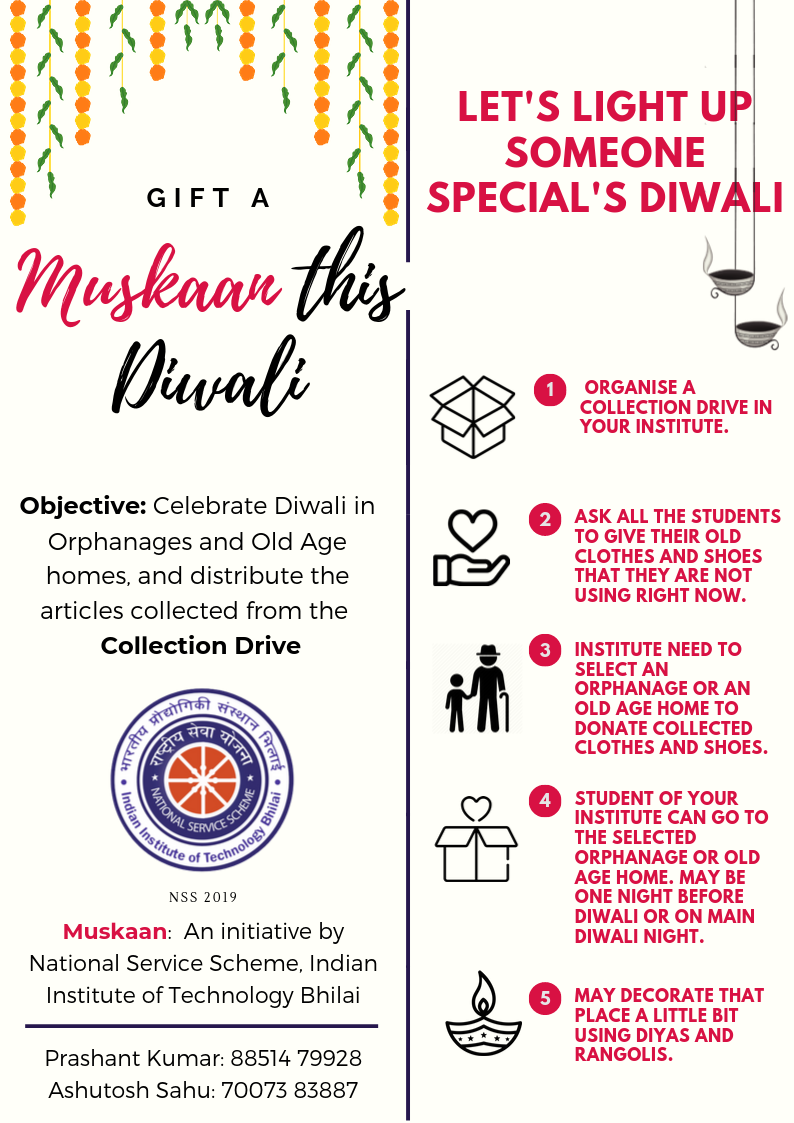 GIFT A
Muskaan this
Diwali
Objective: Celebrate Diwali in
Orphanages and Old Age
homes, and distribute the
articles collected from the
Collection Drive
भारतीय प्रौद्योगिकी संस्थान भिलाई
राष्ट्रीय सेवा योजना
NATIONAL SERVICE SCHEME
Indian Institute of Technology Bhilai
NSS 2019
Muskaan: An initiative by
National Service Scheme, Indian
Institute of Technology Bhilai
Prashant Kumar: 88514 79928
Ashutosh Sahu: 70073 83887
LET'S LIGHT UP
SOMEONE
SPECIAL'S DIWALI
1 ORGANISE A
COLLECTION DRIVE IN
YOUR INSTITUTE.
2 ASK ALL THE STUDENTS
TO GIVE THEIR OLD
CLOTHES AND SHOES
THAT THEY ARE NOT
USING RIGHT NOW.
3 INSTITUTE NEED TO
SELECT AN
ORPHANAGE OR AN
OLD AGE HOME TO
DONATE COLLECTED
CLOTHES AND SHOES.
4 STUDENT OF YOUR
INSTITUTE CAN GO TO
THE SELECTED
ORPHANAGE OR OLD
AGE HOME. MAY BE
ONE NIGHT BEFORE
DIWALI OR ON MAIN
DIWALI NIGHT.
5 MAY DECORATE THAT
PLACE A LITTLE BIT
USING DIYAS AND
RANGOLIS.